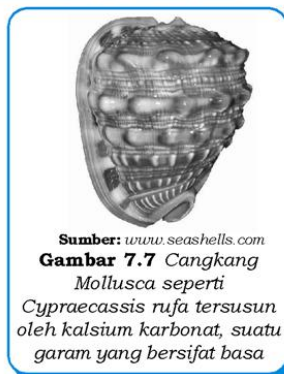 Sumber: www.seashells.com
Gambar 7.7 Cangkang
Mollusca seperti
Cypraecassis rufa tersusun
oleh kalsium karbonat, suatu
garam yang bersifat basa